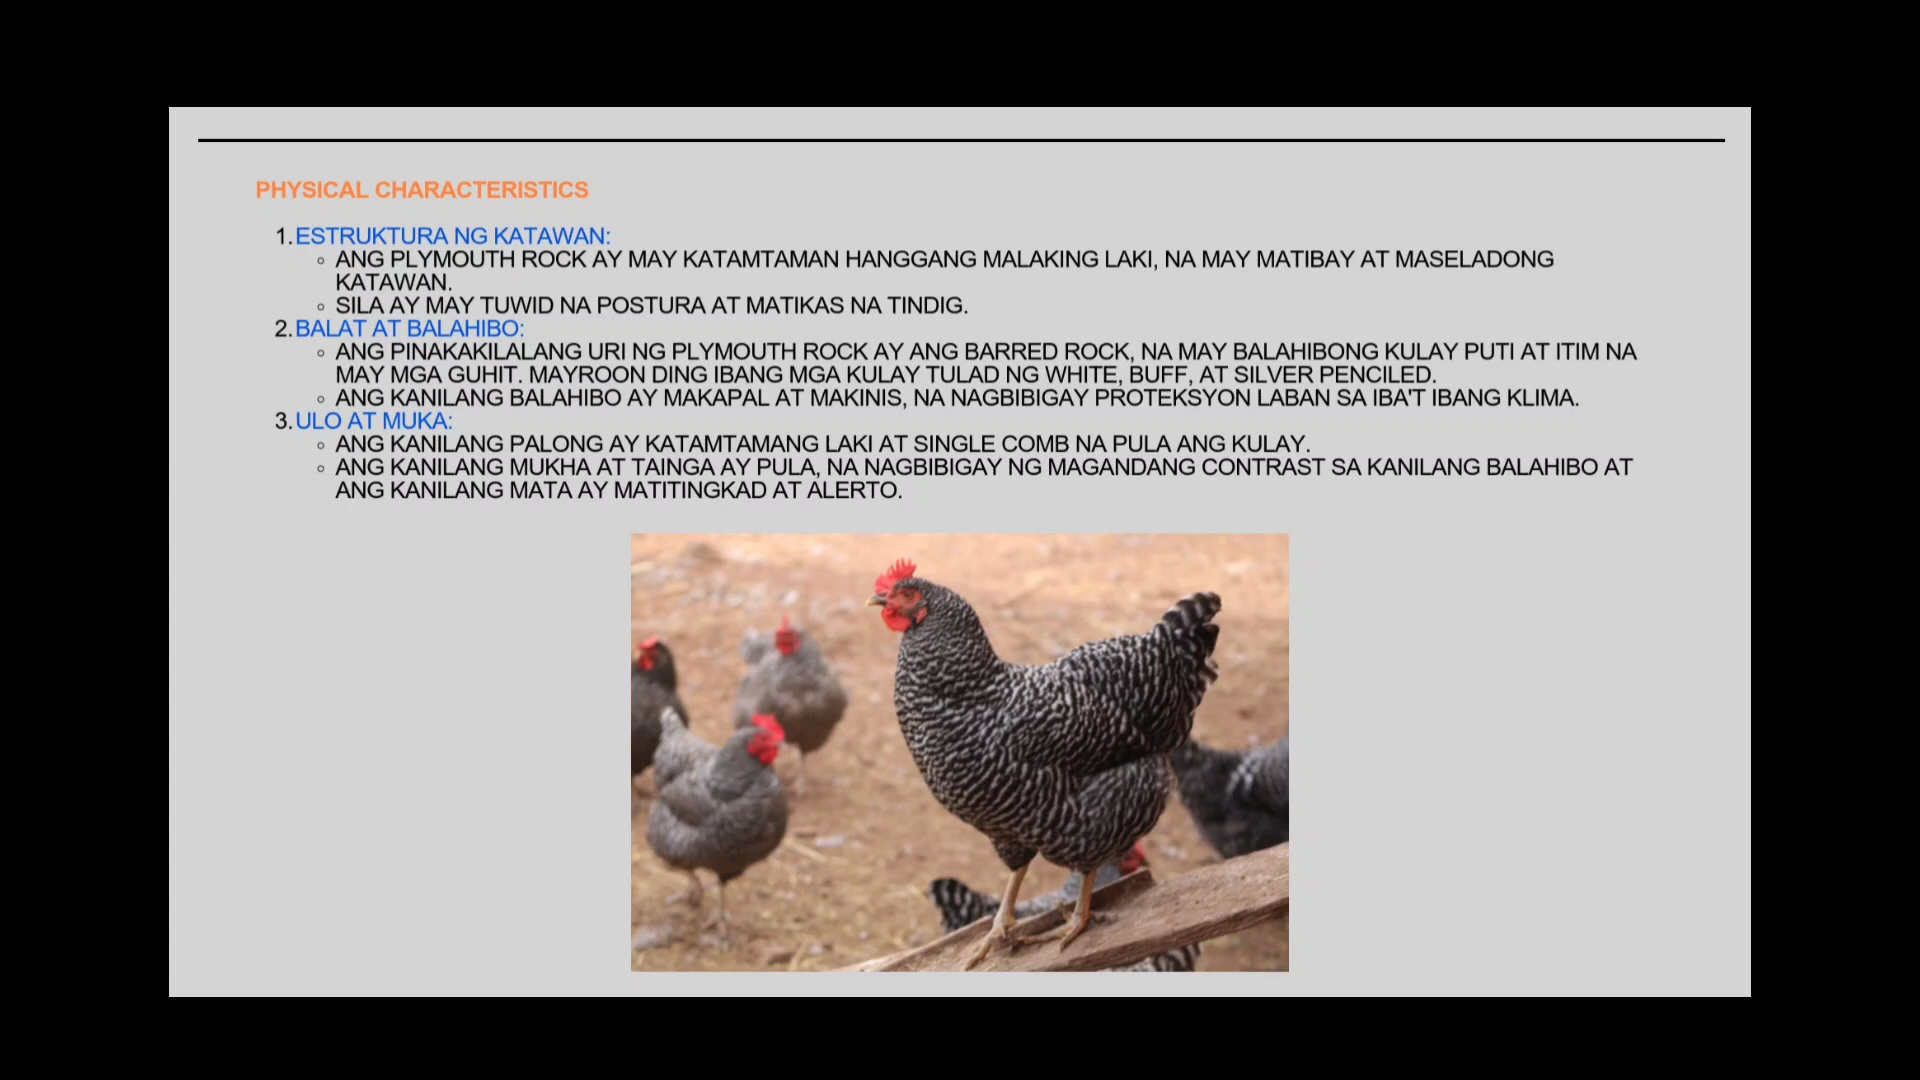 PHYSICAL CHARACTERISTICS
1. ESTRUKTURA NG KATAWAN:
◦ ANG PLYMOUTH ROCK AY MAY KATAMTAMAN HANGGANG MALAKING LAKI, NA MAY MATIBAY AT MASELADONG
KATAWAN.
◦ SILA AY MAY TUWID NA POSTURA AT MATIKAS NA TINDIG.
2. BALAT AT BALAHIBO:
◦ ANG PINAKAKILALANG URI NG PLYMOUTH ROCK AY ANG BARRED ROCK, NA MAY BALAHIBONG KULAY PUTI AT ITIM NA
MAY MGA GUHIT. MAYROON DING IBANG MGA KULAY TULAD NG WHITE, BUFF, AT SILVER PENCILED.
◦ ANG KANILANG BALAHIBO AY MAKAPAL AT MAKINIS, NA NAGBIBIGAY PROTEKSYON LABAN SA IBA'T IBANG KLIMA.
3. ULO AT MUKA:
◦ ANG KANILANG PALONG AY KATAMTAMANG LAKI AT SINGLE COMB NA PULA ANG KULAY.
◦ ANG KANILANG MUKHA AT TAINGA AY PULA, NA NAGBIBIGAY NG MAGANDANG CONTRAST SA KANILANG BALAHIBO AT
ANG KANILANG MATA AY MATITINGKAD AT ALERTO.